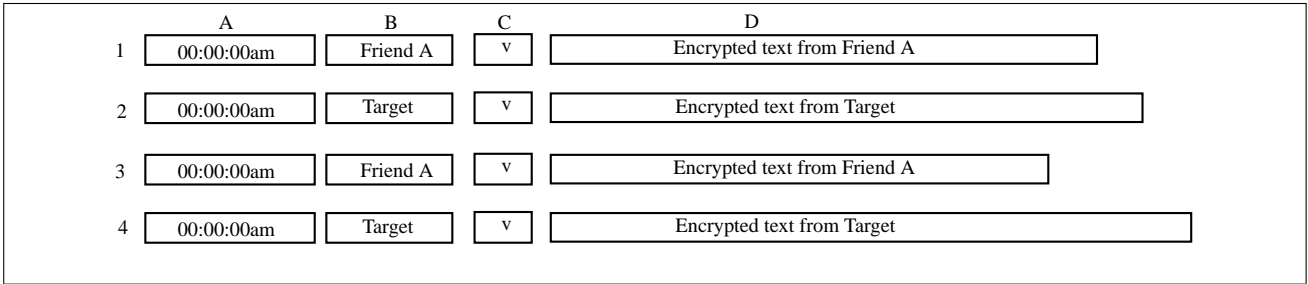 A B C D
1 00:00:00am Friend A v Encrypted text from Friend A
2 00:00:00am Target v Encrypted text from Target
3 00:00:00am Friend A v Encrypted text from Friend A
4 00:00:00am Target v Encrypted text from Target